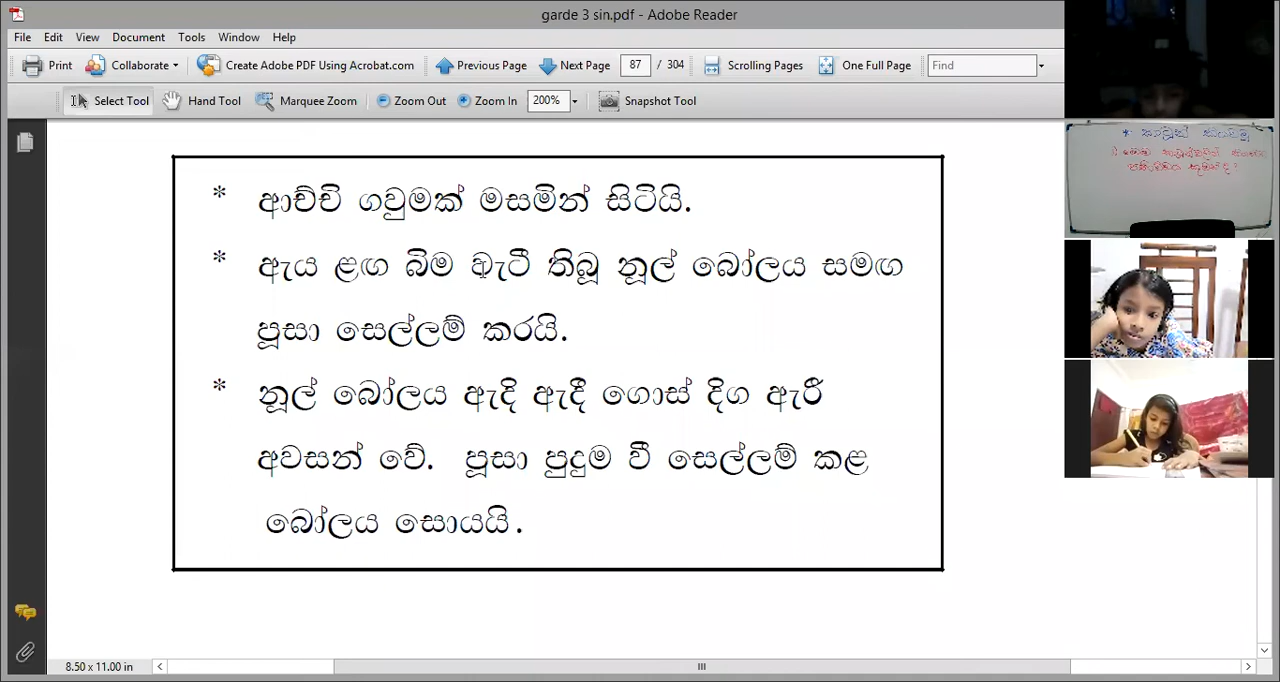 garde 3 sin.pdf - Adobe Reader
File Edit View Document Tools Window Help
Print Collaborate Create Adobe PDF Using Acrobat.com Previous Page Next Page 87 / 304 Scrolling Pages One Full Page Find
Select Tool Hand Tool Marquee Zoom Zoom Out Zoom In 200% Snapshot Tool
* ආච්චි ගවුමක් මසමින් සිටියි.
* ඇය ළඟ බිම වැටී තිබූ නූල් බෝලය සමඟ
පූසා සෙල්ලම් කරයි.
* නූල් බෝලය ඇදි ඇදී ගොස් දිග ඇරී
අවසන් වේ. පූසා පුදුම වී සෙල්ලම් කළ
බෝලය සොයයි.
8.50 x 11.00 in